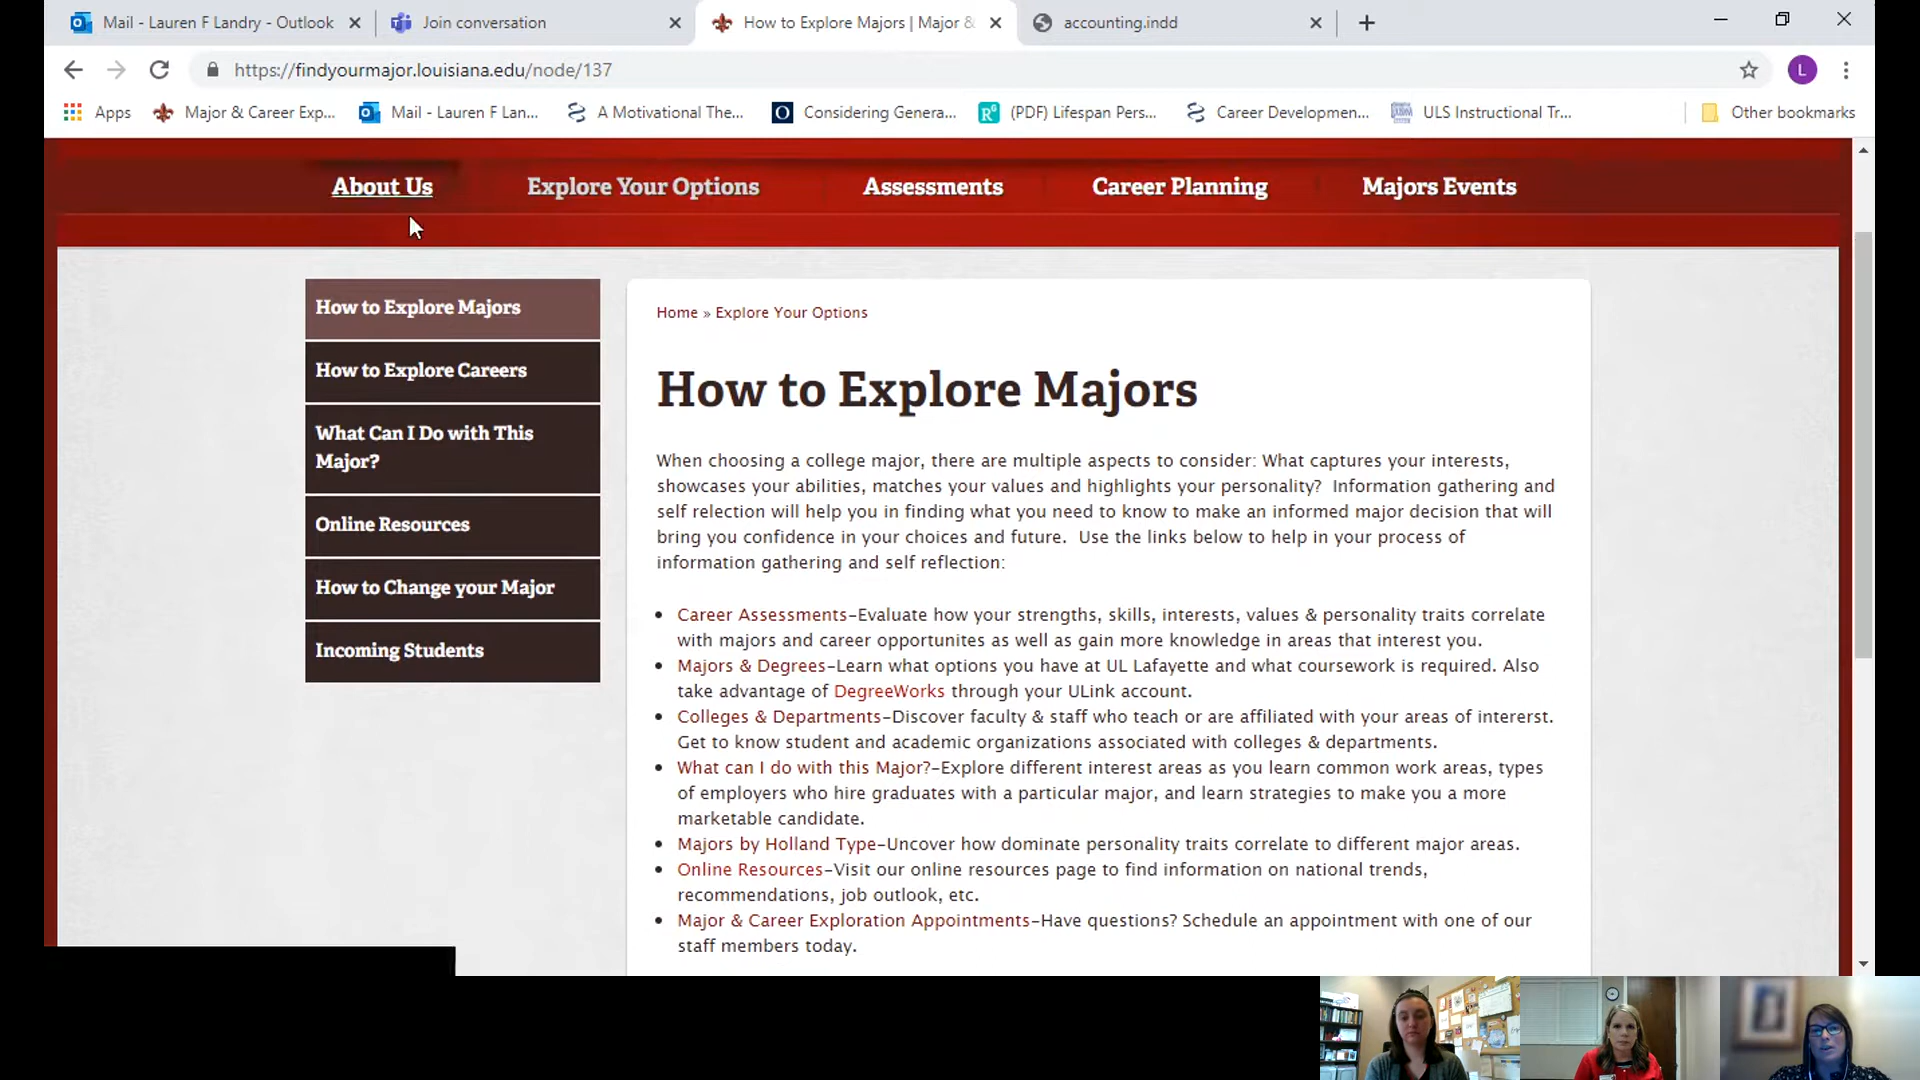 Mail - Lauren F Landry - Outlook
Join conversation
How to Explore Majors | Major &
accounting.indd
https://findyourmajor.louisiana.edu/node/137
L
Apps
Major & Career Exp...
Mail - Lauren F Lan...
A Motivational The...
Considering Genera...
(PDF) Lifespan Pers...
Career Developmen...
ULS Instructional Tr...
Other bookmarks
About Us
Explore Your Options
Assessments
Career Planning
Majors Events
How to Explore Majors
How to Explore Careers
What Can I Do with This
Major?
Online Resources
How to Change your Major
Incoming Students
Home » Explore Your Options
How to Explore Majors
When choosing a college major, there are multiple aspects to consider: What captures your interests,
showcases your abilities, matches your values and highlights your personality? Information gathering and
self relection will help you in finding what you need to know to make an informed major decision that will
bring you confidence in your choices and future. Use the links below to help in your process of
information gathering and self reflection:
• Career Assessments–Evaluate how your strengths, skills, interests, values & personality traits correlate
with majors and career opportunites as well as gain more knowledge in areas that interest you.
• Majors & Degrees–Learn what options you have at UL Lafayette and what coursework is required. Also
take advantage of DegreeWorks through your ULink account.
• Colleges & Departments–Discover faculty & staff who teach or are affiliated with your areas of intererst.
Get to know student and academic organizations associated with colleges & departments.
• What can I do with this Major?–Explore different interest areas as you learn common work areas, types
of employers who hire graduates with a particular major, and learn strategies to make you a more
marketable candidate.
• Majors by Holland Type–Uncover how dominate personality traits correlate to different major areas.
• Online Resources–Visit our online resources page to find information on national trends,
recommendations, job outlook, etc.
• Major & Career Exploration Appointments–Have questions? Schedule an appointment with one of our
staff members today.